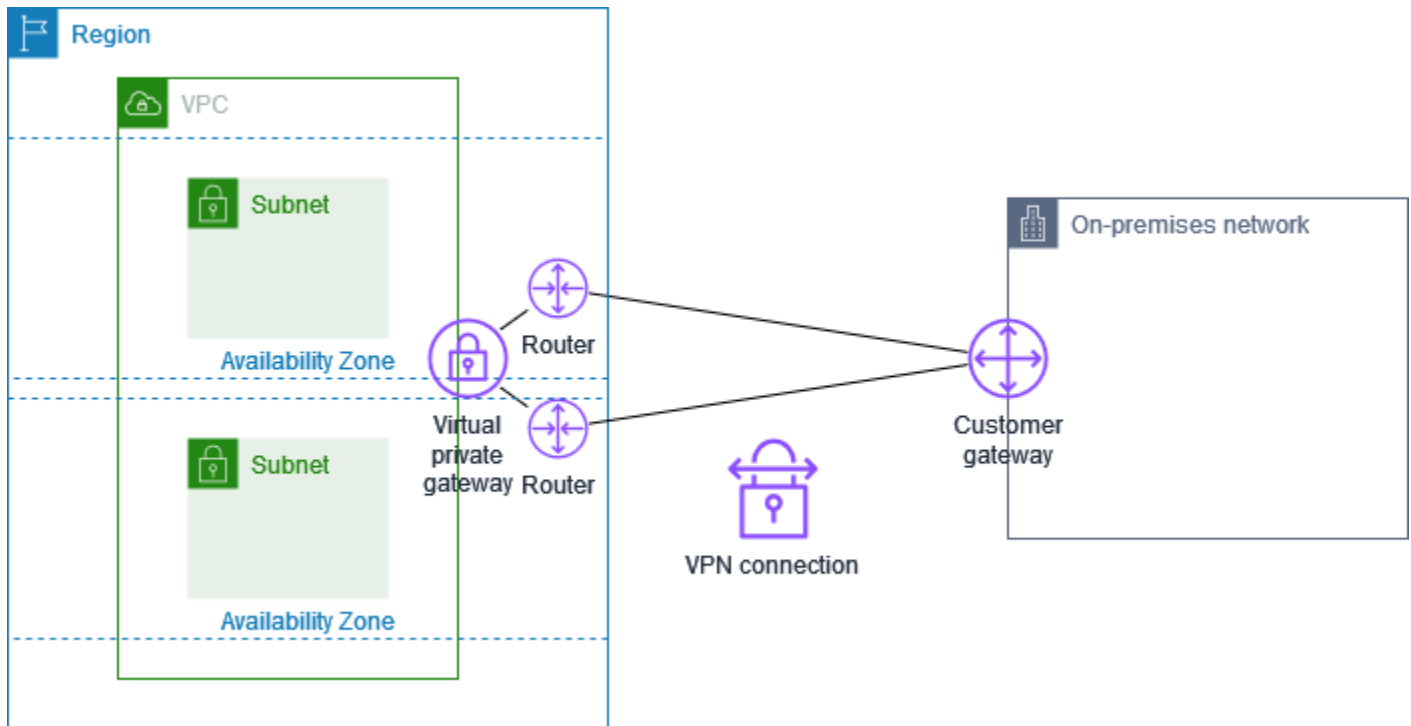 Region
VPC
Subnet
On-premises network
Router
Availability Zone
Virtual
private
gateway
Customer
gateway
Subnet
Router
VPN connection
Availability Zone